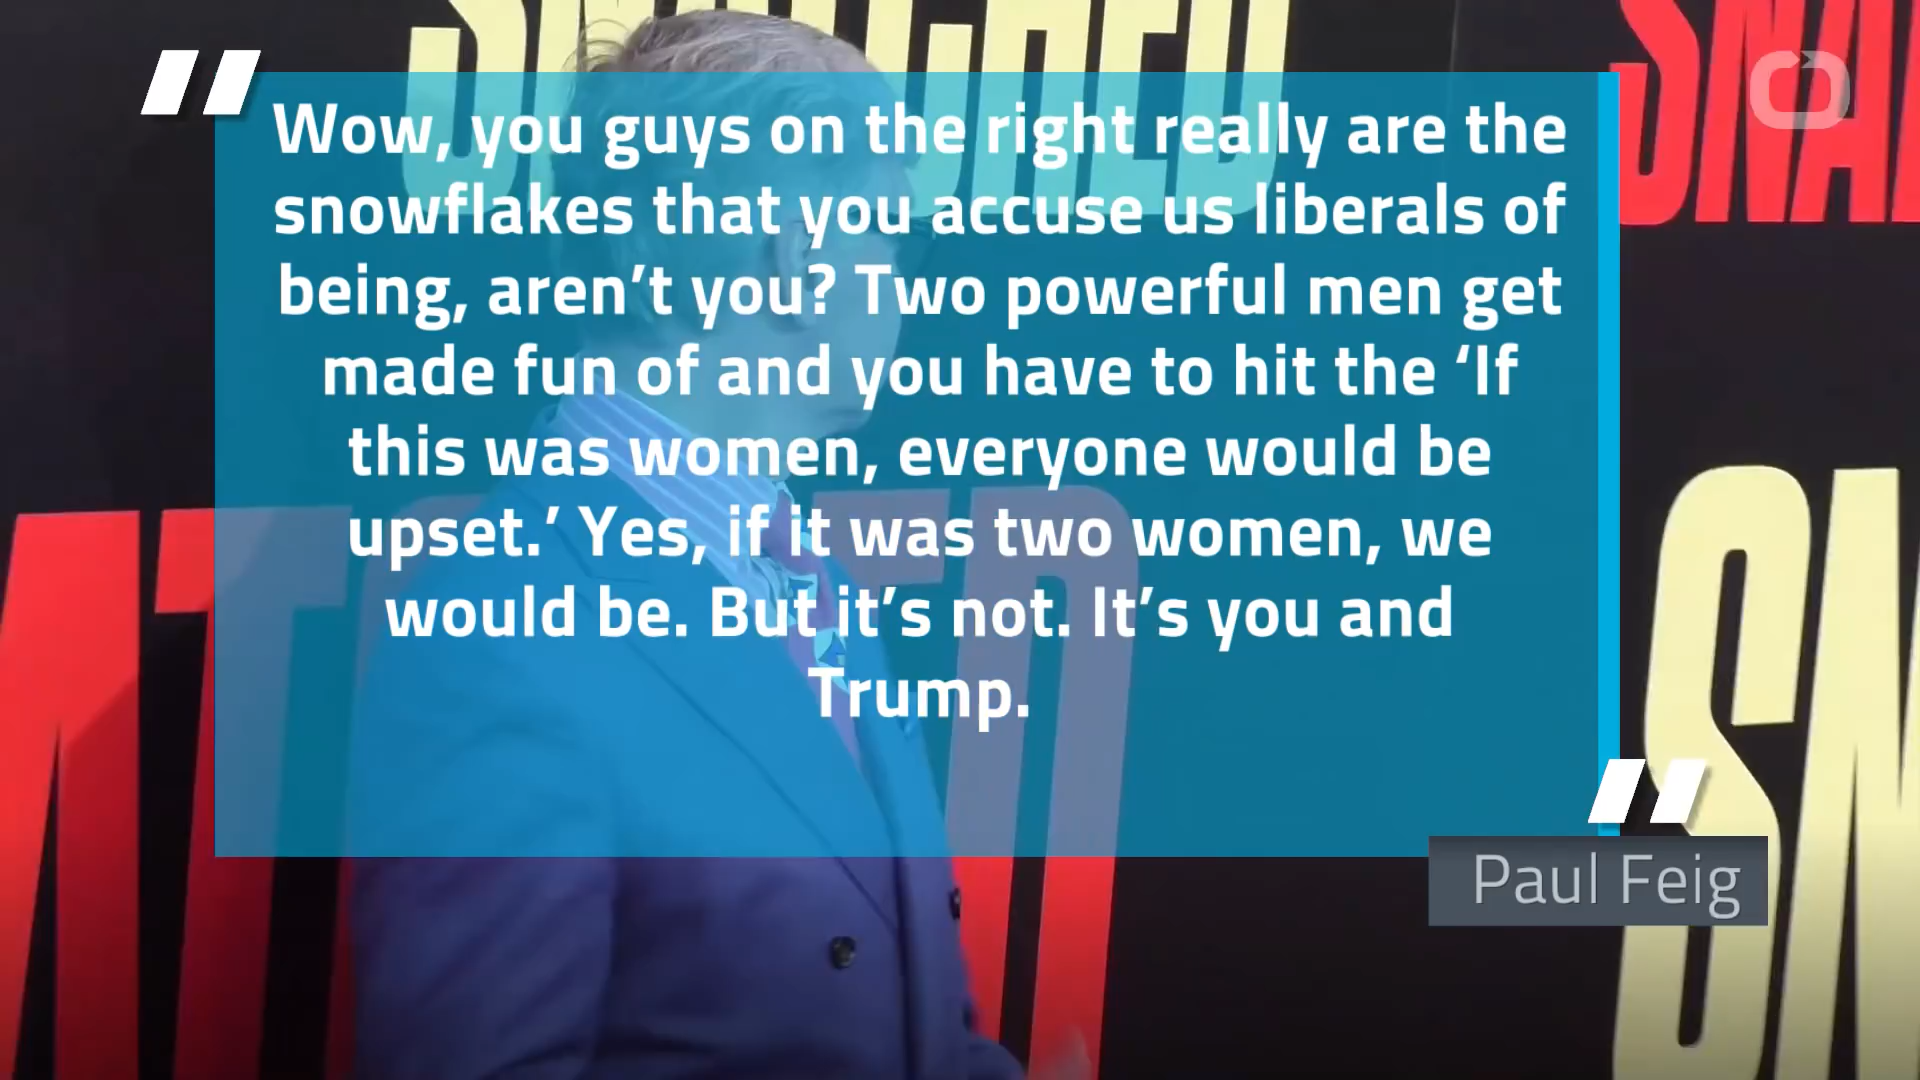 SNATCHED
SNA
Wow, you guys on the right really are the
snowflakes that you accuse us liberals of
being, aren’t you? Two powerful men get
made fun of and you have to hit the ‘If
this was women, everyone would be
upset.’ Yes, if it was two women, we
would be. But it’s not. It’s you and
Trump.
Paul Feig